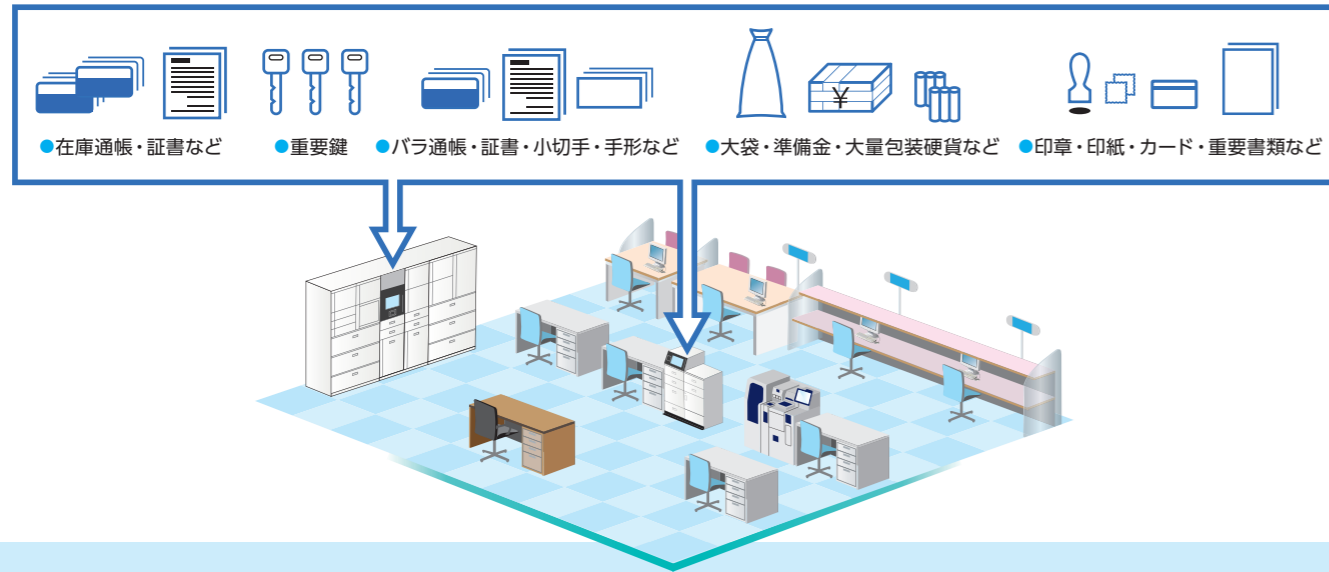 ¥
●在庫通帳・証書など
●重要鍵
●バラ通帳・証書・小切手・手形など
●大袋・準備金・大量包装硬貨など
●印章・印紙・カード・重要書類など